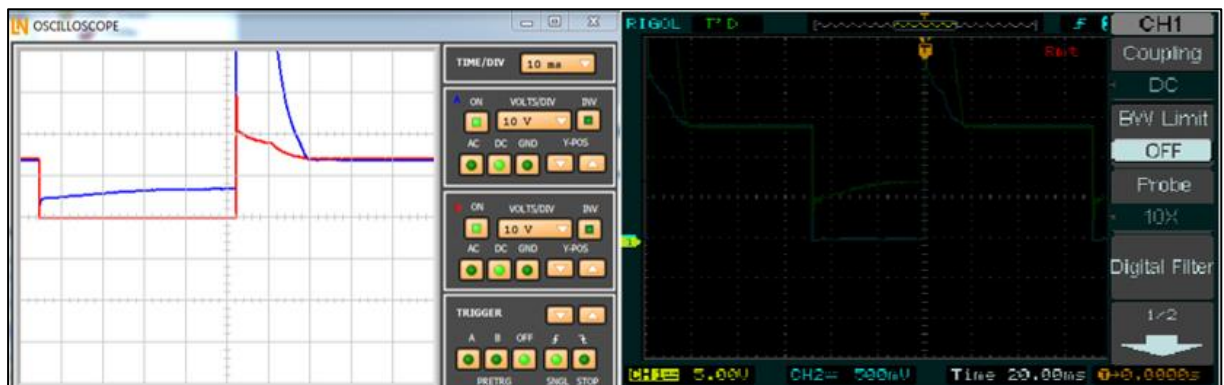 LN OSCILLOSCOPE
TIME/DIV 10 ms
A ON VOLTS/DIV INV
10 V
AC DC GND Y-POS
ON VOLTS/DIV INV
10 V
AC DC GND Y-POS
TRIGGER
A B OFF
PRETRG SNGL STOP
RIGOL T'D
T
1
CH1 5.00V CH2= 500mV Time 20.00ms
CH1
Coupling
DC
BW Limit
OFF
Probe
10X
Digital Filter
1/2